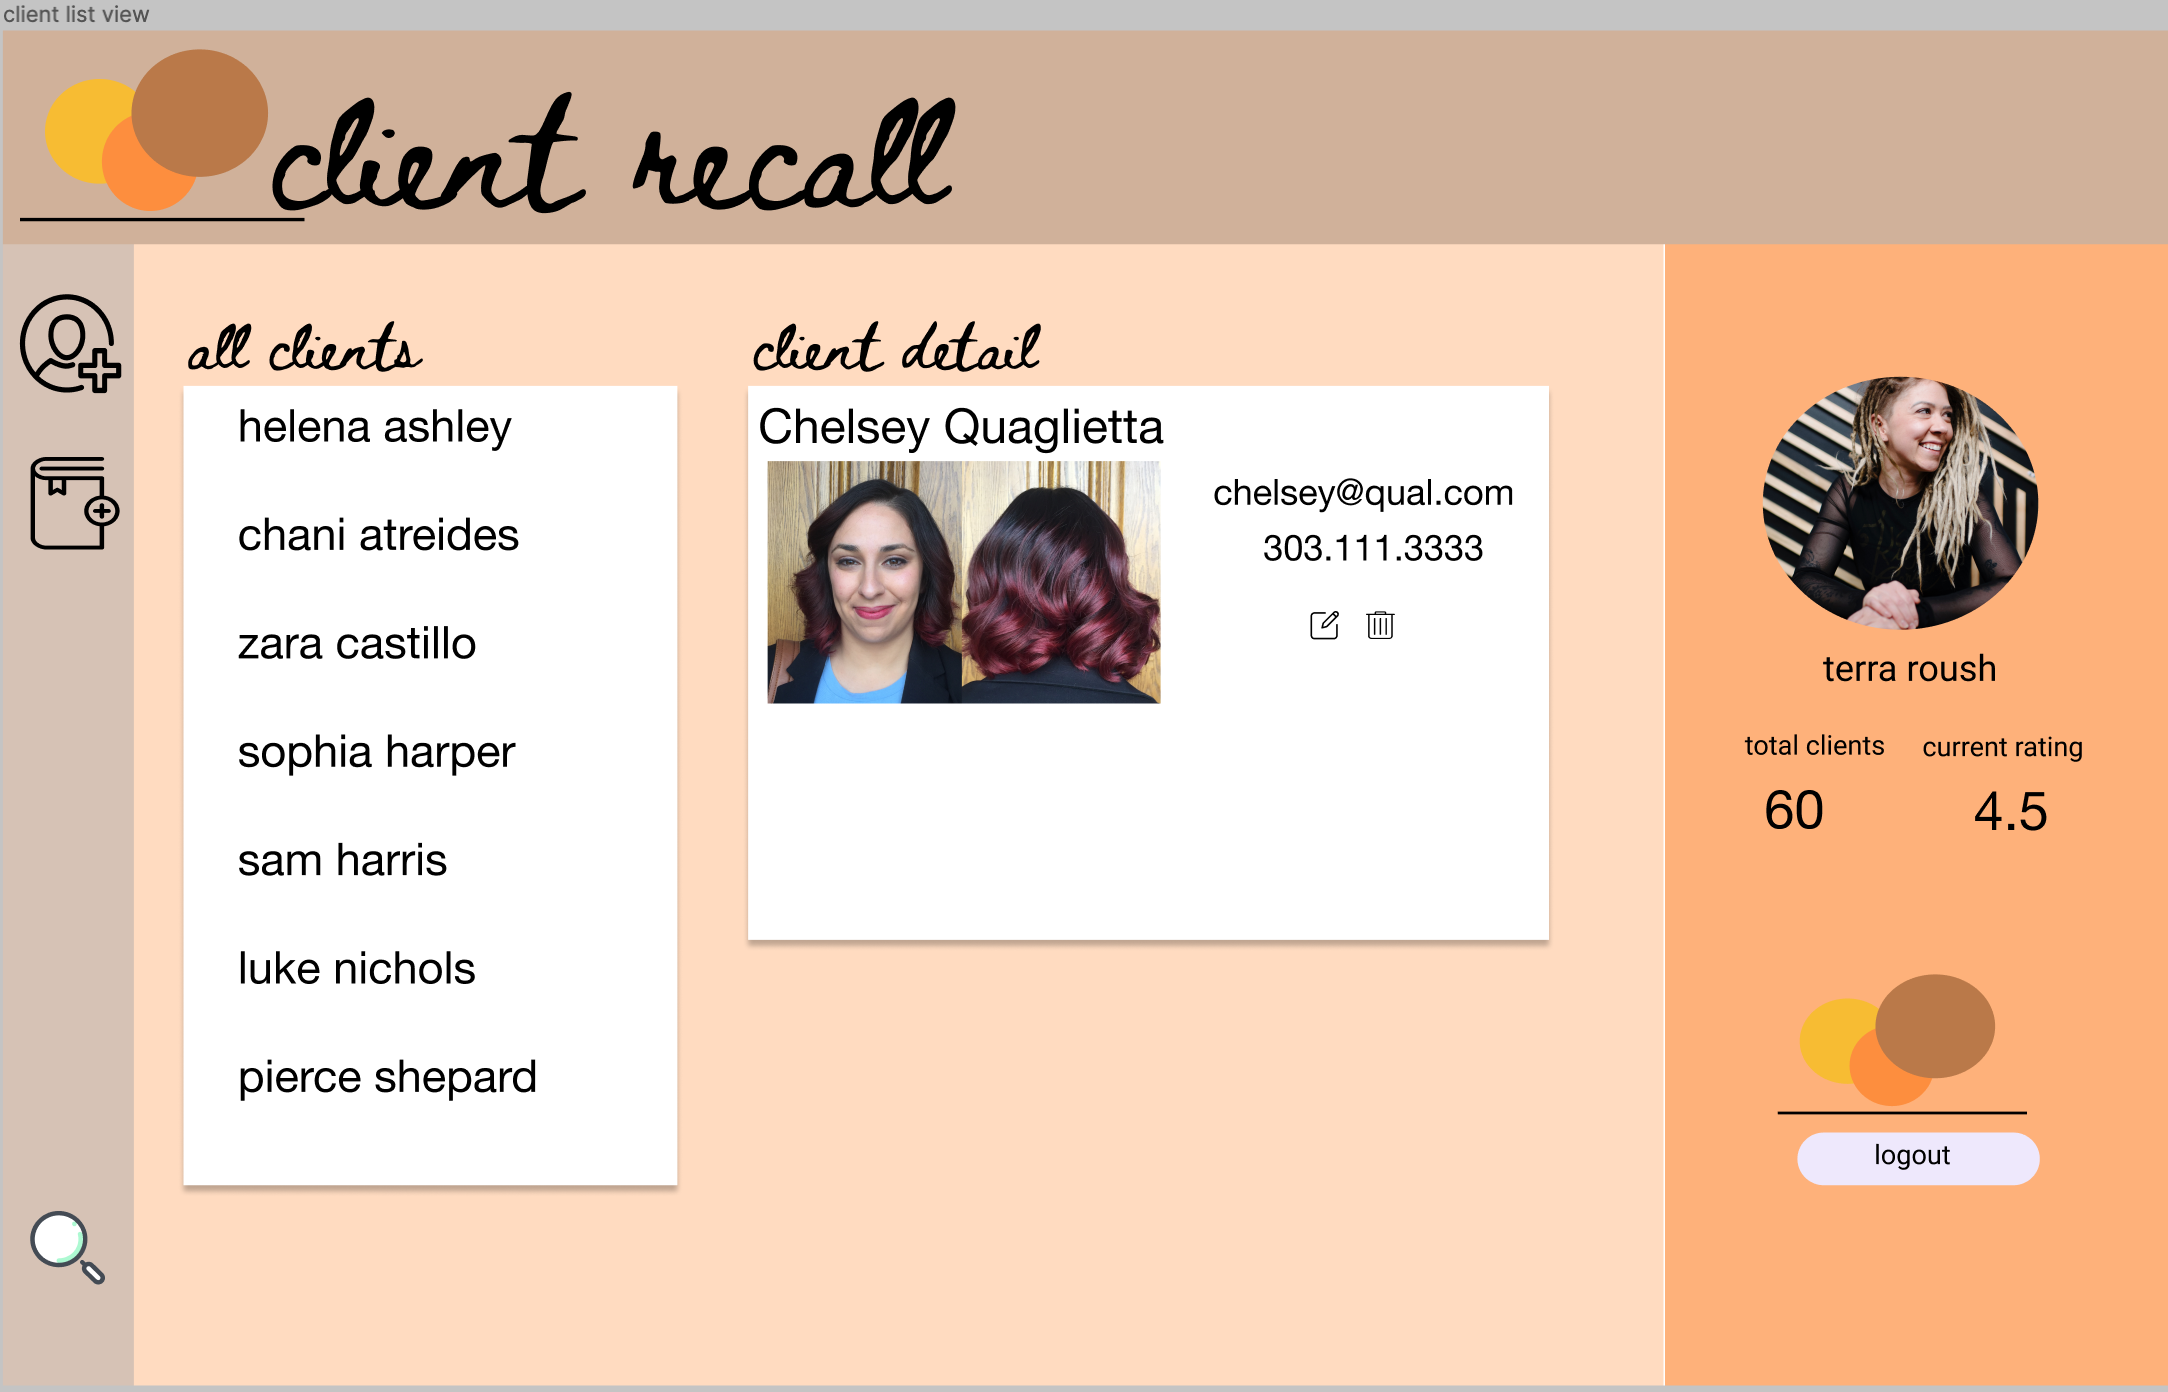 client list view
client recall
all clients
helena ashley
chani atreides
zara castillo
sophia harper
sam harris
luke nichols
pierce shepard
client detail
Chelsey Quaglietta
chelsey@qual.com
303.111.3333
terra roush
total clients
60
current rating
4.5
logout